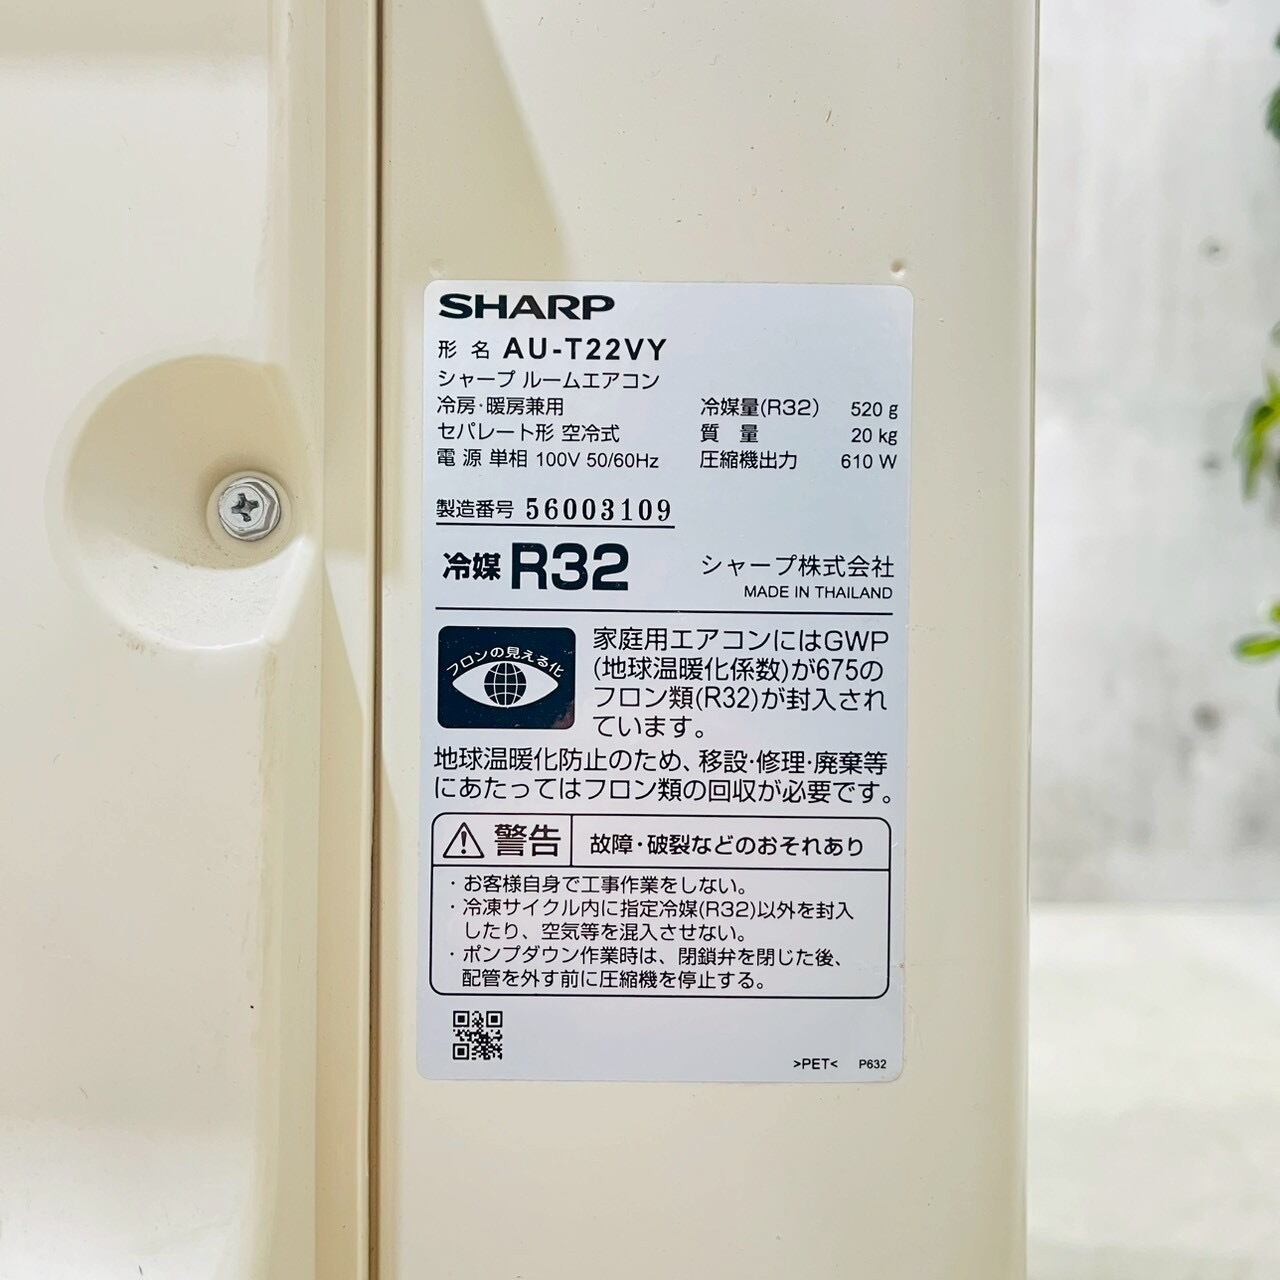 SHARP
形 名 AU-T22VY
シャープ ルームエアコン
冷房・暖房兼用 冷媒量(R32) 520 g
セパレート形 空冷式 質 量 20 kg
電 源 単相 100V 50/60Hz 圧縮機出力 610 W
製造番号 56003109
冷媒 R32 シャープ株式会社
MADE IN THAILAND
フロンの見える化
家庭用エアコンにはGWP
(地球温暖化係数)が675の
フロン類(R32)が封入され
ています。
地球温暖化防止のため、移設・修理・廃棄等
にあたってはフロン類の回収が必要です。
警告 故障・破裂などのおそれあり
・お客様自身で工事作業をしない。
・冷凍サイクル内に指定冷媒(R32)以外を封入
したり、空気等を混入させない。
・ポンプダウン作業時は、閉鎖弁を閉じた後、
配管を外す前に圧縮機を停止する。
>PET< P632